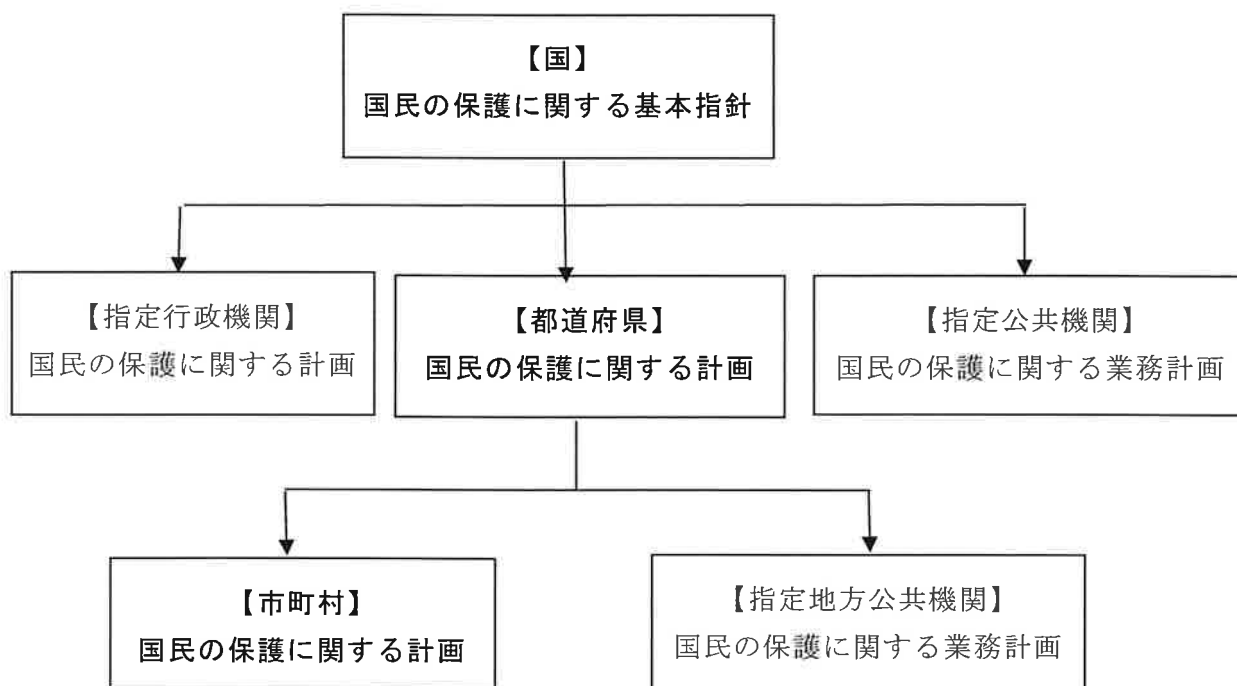 【国】
国民の保護に関する基本指針
【指定行政機関】
国民の保護に関する計画
【都道府県】
国民の保護に関する計画
【指定公共機関】
国民の保護に関する業務計画
【市町村】
国民の保護に関する計画
【指定地方公共機関】
国民の保護に関する業務計画